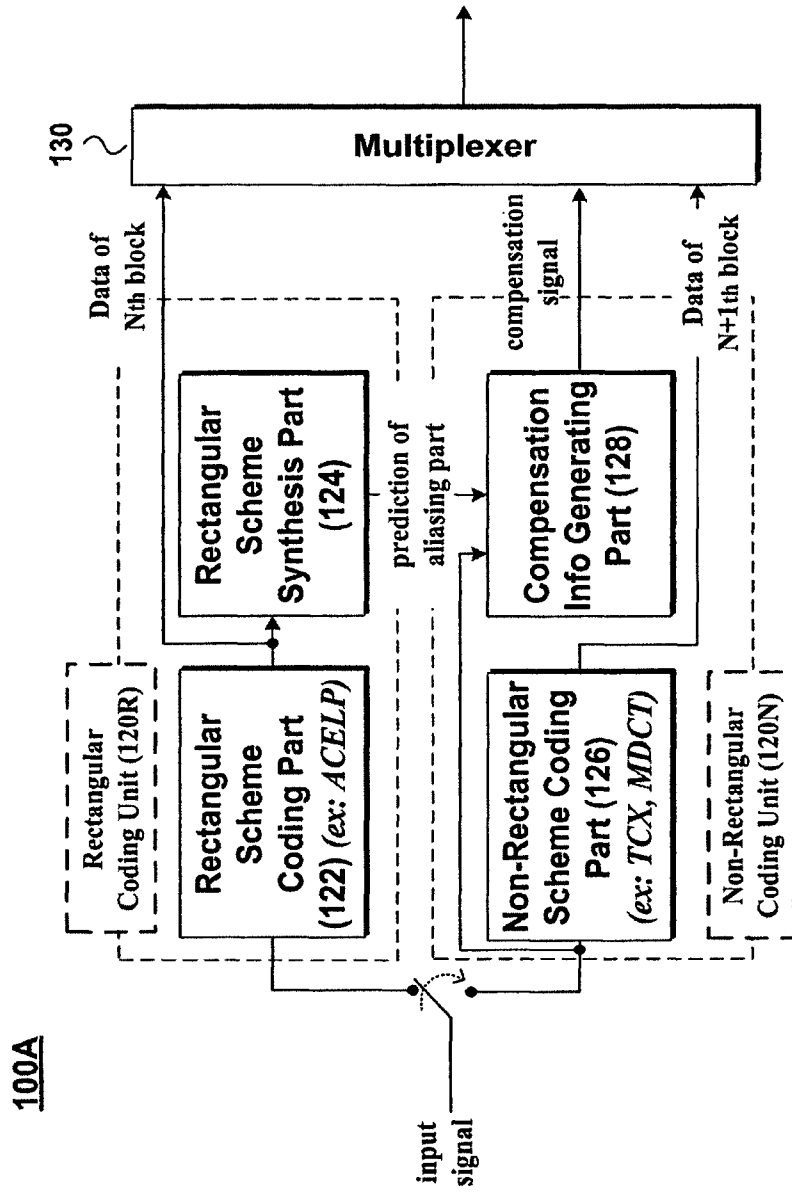 100A
input
signal
Rectangular
Coding Unit (120R)
Rectangular
Scheme
Coding Part
(122) (ex: ACELP)
Rectangular
Scheme
Synthesis Part
(124)
Data of
Nth block
prediction of
aliasing part
Non-Rectangular
Scheme Coding
Part (126)
(ex: TCX, MDCT)
Non-Rectangular
Coding Unit (120N)
Compensation
Info Generating
Part (128)
compensation
signal
Data of
N+1th block
130
Multiplexer